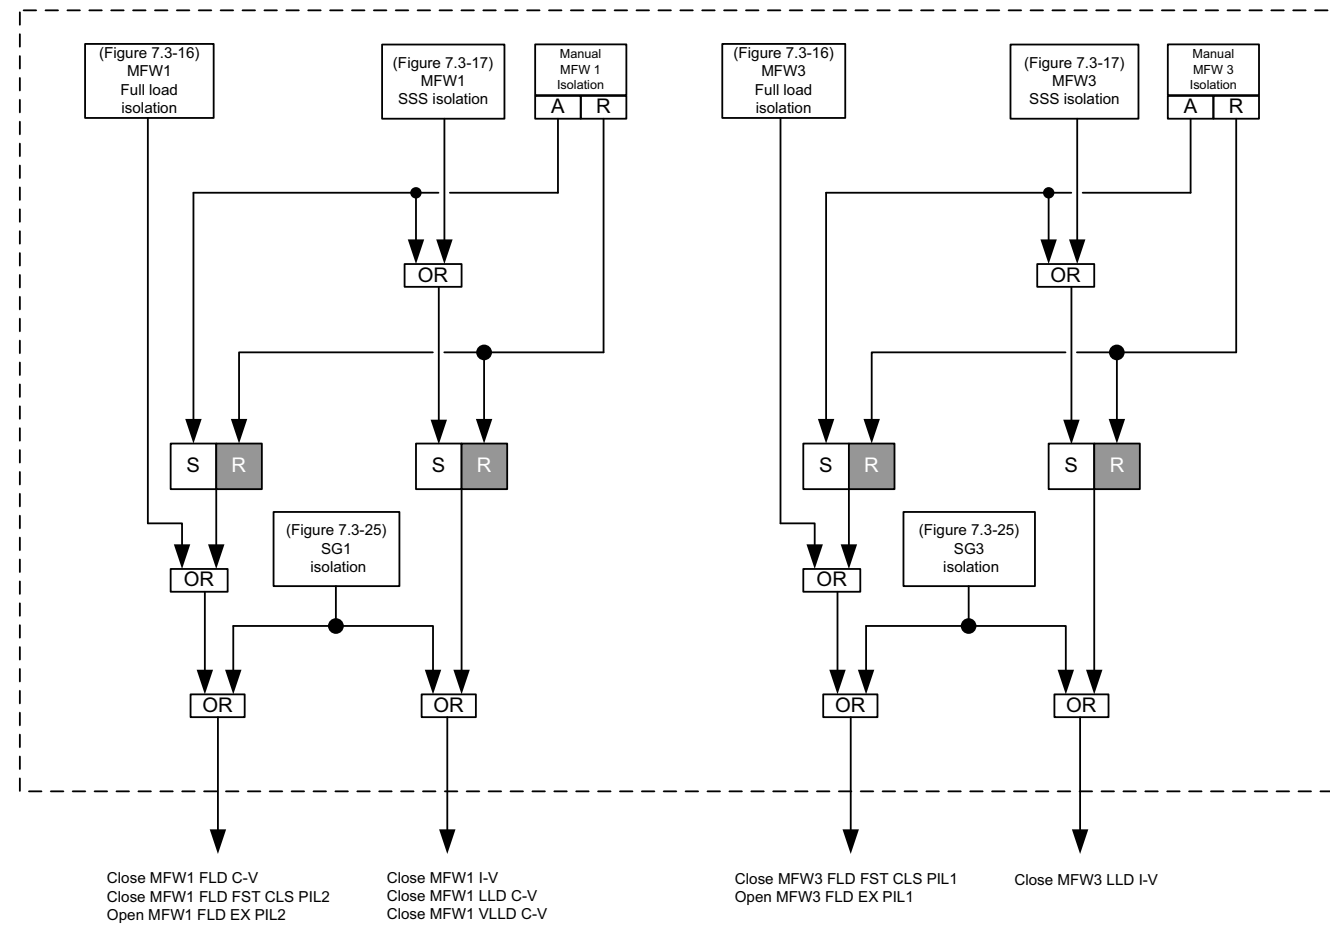 (Figure 7.3-16)
MFW1
Full load
isolation
(Figure 7.3-17)
MFW1
SSS isolation
Manual
MFW 1
Isolation
A R
(Figure 7.3-16)
MFW3
Full load
isolation
(Figure 7.3-17)
MFW3
SSS isolation
Manual
MFW 3
Isolation
A R
OR
OR
S R
S R
S R
S R
(Figure 7.3-25)
SG1
isolation
(Figure 7.3-25)
SG3
isolation
OR
OR
OR
OR
OR
OR
Close MFW1 FLD C-V
Close MFW1 FLD FST CLS PIL2
Open MFW1 FLD EX PIL2
Close MFW1 I-V
Close MFW1 LLD C-V
Close MFW1 VLLD C-V
Close MFW3 FLD FST CLS PIL1
Open MFW3 FLD EX PIL1
Close MFW3 LLD I-V